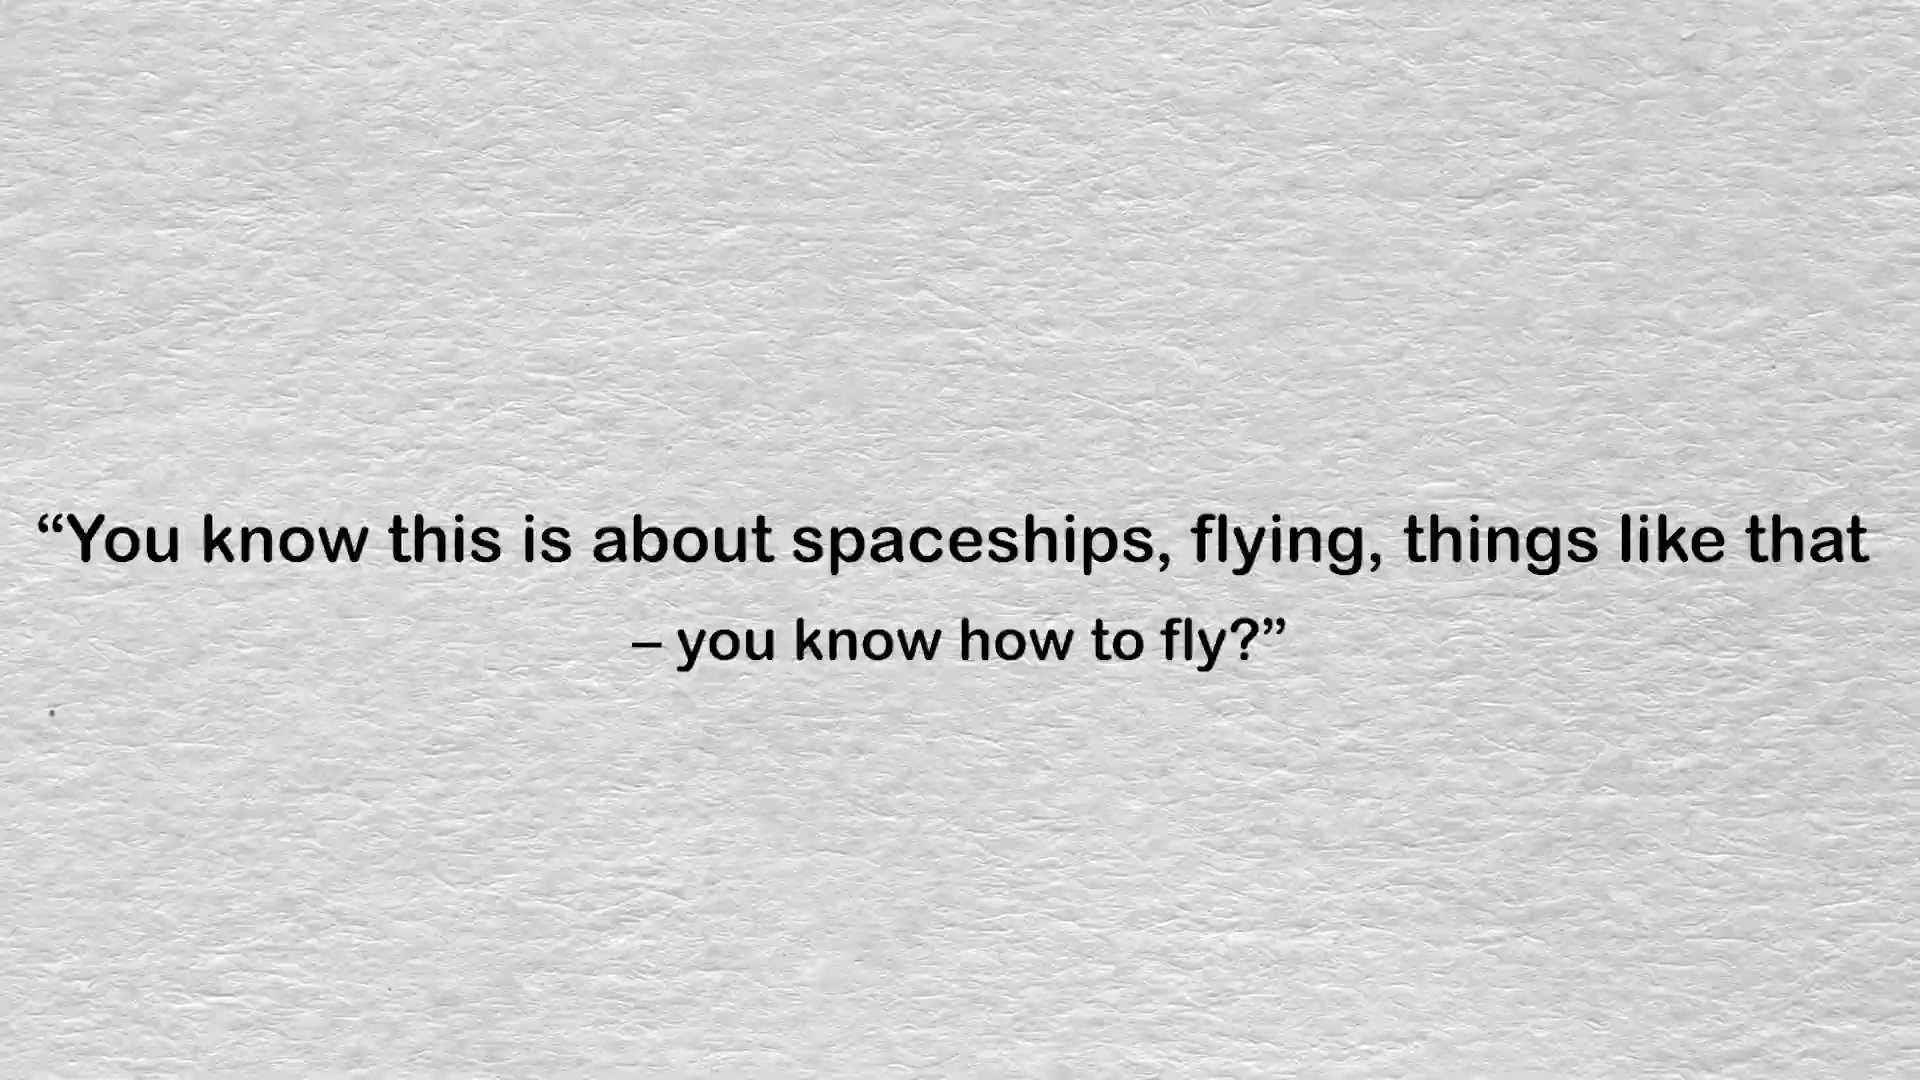 “You know this is about spaceships, flying, things like that
– you know how to fly?”